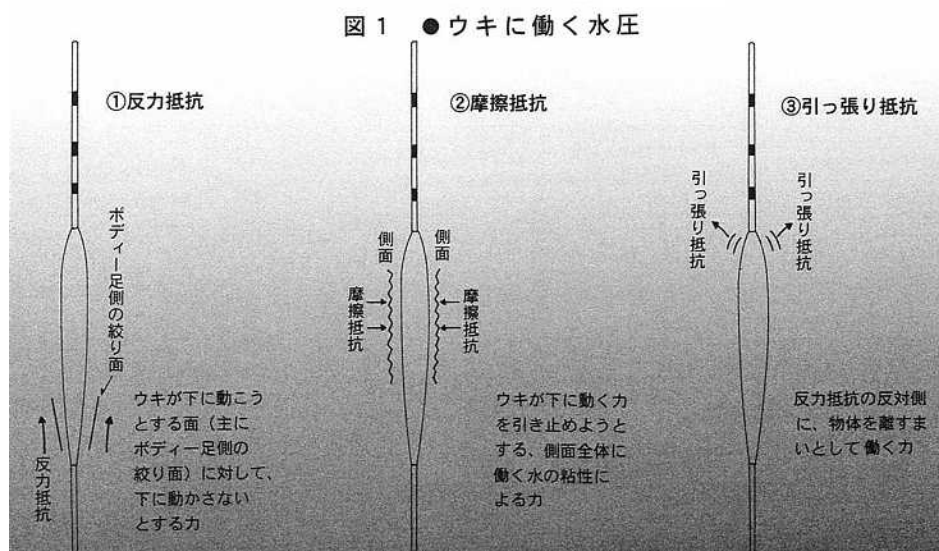 図1 ●ウキに働く水圧
①反力抵抗
ボディー足側の絞り面
反力抵抗
ウキが下に動こう
とする面（主に
ボディー足側の
絞り面）に対して、
下に動かさない
とする力
②摩擦抵抗
側面
側面
摩擦抵抗
摩擦抵抗
ウキが下に動く力
を引き止めようと
する、側面全体に
働く水の粘性に
よる力
③引っ張り抵抗
引っ張り抵抗
引っ張り抵抗
反力抵抗の反対側
に、物体を離すま
いとして働く力